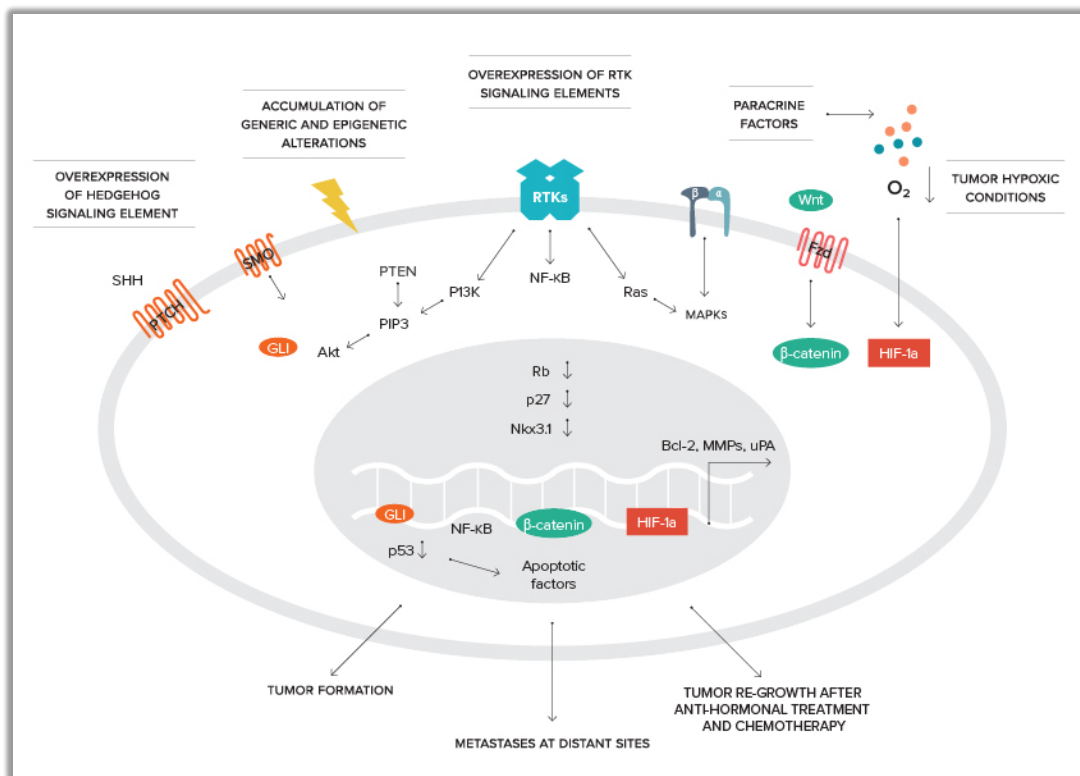 OVEREXPRESSION OF RTK
SIGNALING ELEMENTS
ACCUMULATION OF
GENERIC AND EPIGENETIC
ALTERATIONS
PARACRINE
FACTORS
OVEREXPRESSION
OF HEDGEHOG
SIGNALING ELEMENT
O₂
TUMOR HYPOXIC
CONDITIONS
RTKs
β
α
Wnt
Fzd
SMO
SHH
PTCH
PTEN
P13K
NF-κB
Ras
MAPKs
PIP3
GLI
Akt
β-catenin
HIF-1a
Rb
p27
Nkx3.1
Bcl-2, MMPs, uPA
GLI
NF-κB
β-catenin
HIF-1a
p53
Apoptotic
factors
TUMOR FORMATION
METASTASES AT DISTANT SITES
TUMOR RE-GROWTH AFTER
ANTI-HORMONAL TREATMENT
AND CHEMOTHERAPY